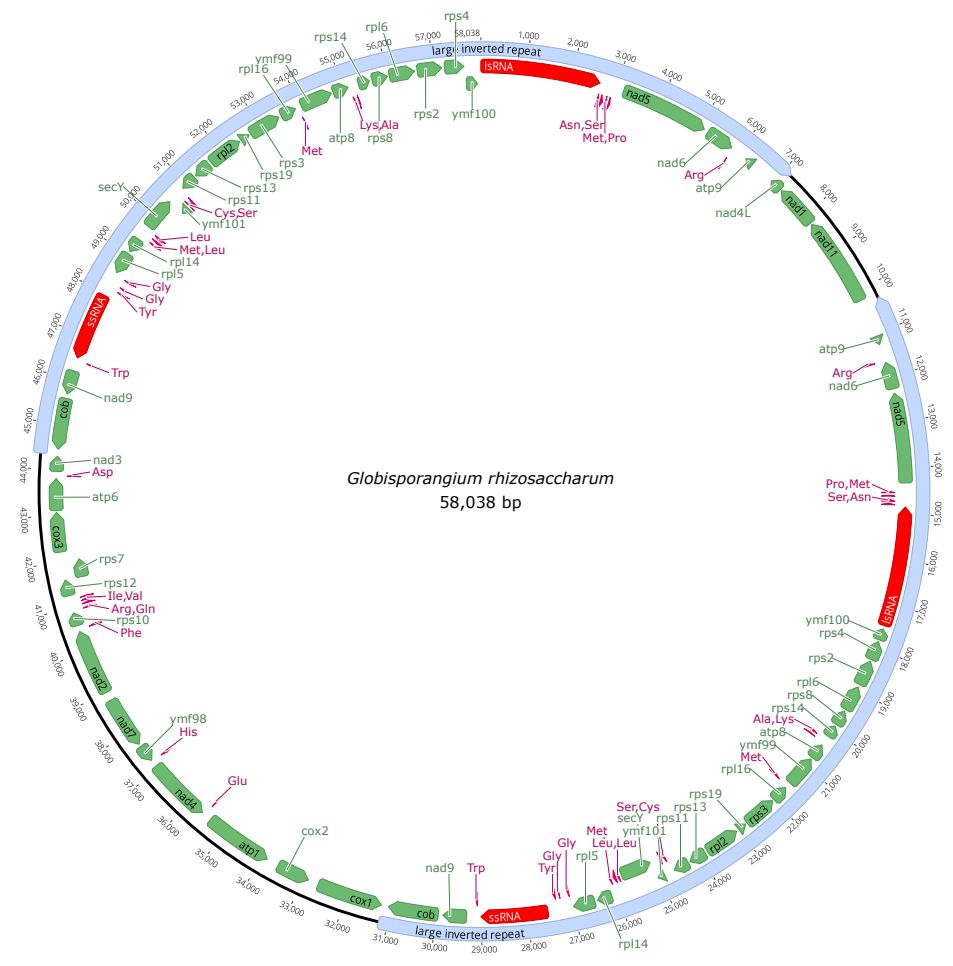 Globisporangium rhizosaccharum
58,038 bp
large inverted repeat
58,038
1,000
2,000
3,000
4,000
5,000
6,000
7,000
8,000
9,000
10,000
11,000
12,000
13,000
14,000
15,000
16,000
17,000
18,000
19,000
20,000
21,000
22,000
23,000
24,000
25,000
26,000
27,000
28,000
29,000
30,000
31,000
32,000
33,000
34,000
35,000
36,000
37,000
38,000
39,000
40,000
41,000
42,000
43,000
44,000
45,000
46,000
47,000
48,000
49,000
50,000
51,000
52,000
53,000
54,000
55,000
56,000
57,000
lsRNA
Asn,Ser
Met,Pro
nad5
nad6
Arg
atp9
nad4L
nad1
nad11
atp9
Arg
nad6
nad5
Pro,Met
Ser,Asn
lsRNA
ymf100
rps4
rps2
rpl6
rps8
rps14
Ala,Lys
atp8
ymf99
Met
rpl16
rps3
rps19
rpl2
rps13
rps11
Ser,Cys
secY
ymf101
Met
Leu,Leu
rpl14
rpl5
Gly
Gly
Tyr
ssRNA
large inverted repeat
Trp
nad9
cob
cox1
cox2
atp1
Glu
nad4
His
ymf98
nad7
nad2
Phe
rps10
Arg,Gln
Ile,Val
rps12
rps7
cox3
atp6
Asp
nad3
cob
nad9
Trp
ssRNA
Tyr
Gly
Gly
rpl5
rpl14
Met,Leu
Leu
secY
ymf101
Cys,Ser
rps11
rps13
rpl2
rps19
rps3
rpl16
Met
ymf99
atp8
rps14
Lys,Ala
rps8
rpl6
rps2
rps4
ymf100